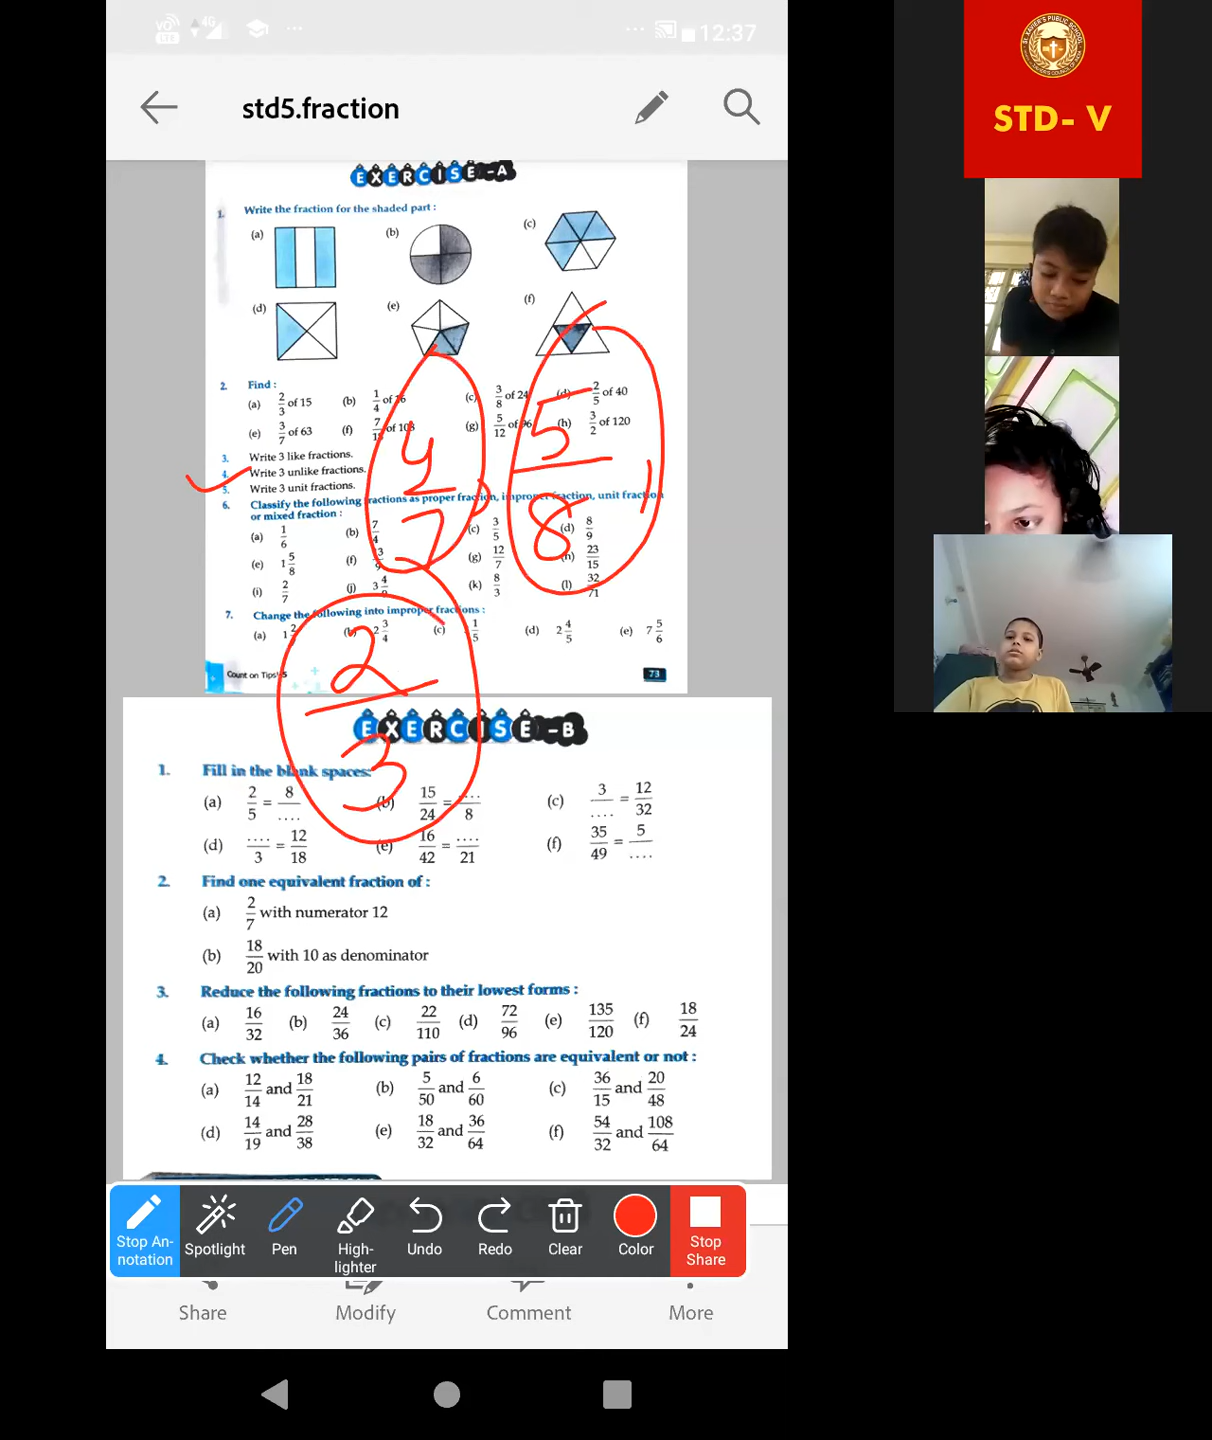 VO LTE 4G 12:37
std5.fraction
STD- V
EXERCISE-A
1. Write the fraction for the shaded part :
(a) (b) (c)
(d) (e) (f)
2. Find :
(a) 2/3 of 15 (b) 1/4 of 16 (c) 3/8 of 24 (d) 2/5 of 40
(e) 3/7 of 63 (f) of 108 (g) 5/12 of 96 (h) 3/2 of 120
3. Write 3 like fractions.
4. Write 3 unlike fractions.
5. Write 3 unit fractions.
6. Classify the following fractions as proper fraction, improper fraction, unit fraction
or mixed fraction :
(a) 1/6 (b) 7/4 (c) 3/5 (d) 8/9
(e) 1 5/8 (f) 3/9 (g) 12/7 (h) 23/15
(i) 2/7 (j) (k) 8/3 (l) 32/71
7. Change the following into improper fractions :
(a) (b) 2 3/4 (c) 1/5 (d) 2 4/5 (e) 7 5/6
Count on Tips! 5 73
4/7 , 5/8 ,
2/3
EXERCISE-B
1. Fill in the blank spaces:
(a) 2/5 = 8/.... (b) 15/24 = ..../8 (c) 3/.... = 12/32
(d) ..../3 = 12/18 (e) 16/42 = ..../21 (f) 35/49 = 5/....
2. Find one equivalent fraction of :
(a) 2/7 with numerator 12
(b) 18/20 with 10 as denominator
3. Reduce the following fractions to their lowest forms :
(a) 16/32 (b) 24/36 (c) 22/110 (d) 72/96 (e) 135/120 (f) 18/24
4. Check whether the following pairs of fractions are equivalent or not :
(a) 12/14 and 18/21 (b) 5/50 and 6/60 (c) 36/15 and 20/48
(d) 14/19 and 28/38 (e) 18/32 and 36/64 (f) 54/32 and 108/64
Stop An-
notation
Spotlight
Pen
High-
lighter
Undo
Redo
Clear
Color
Stop
Share
Share Modify Comment More